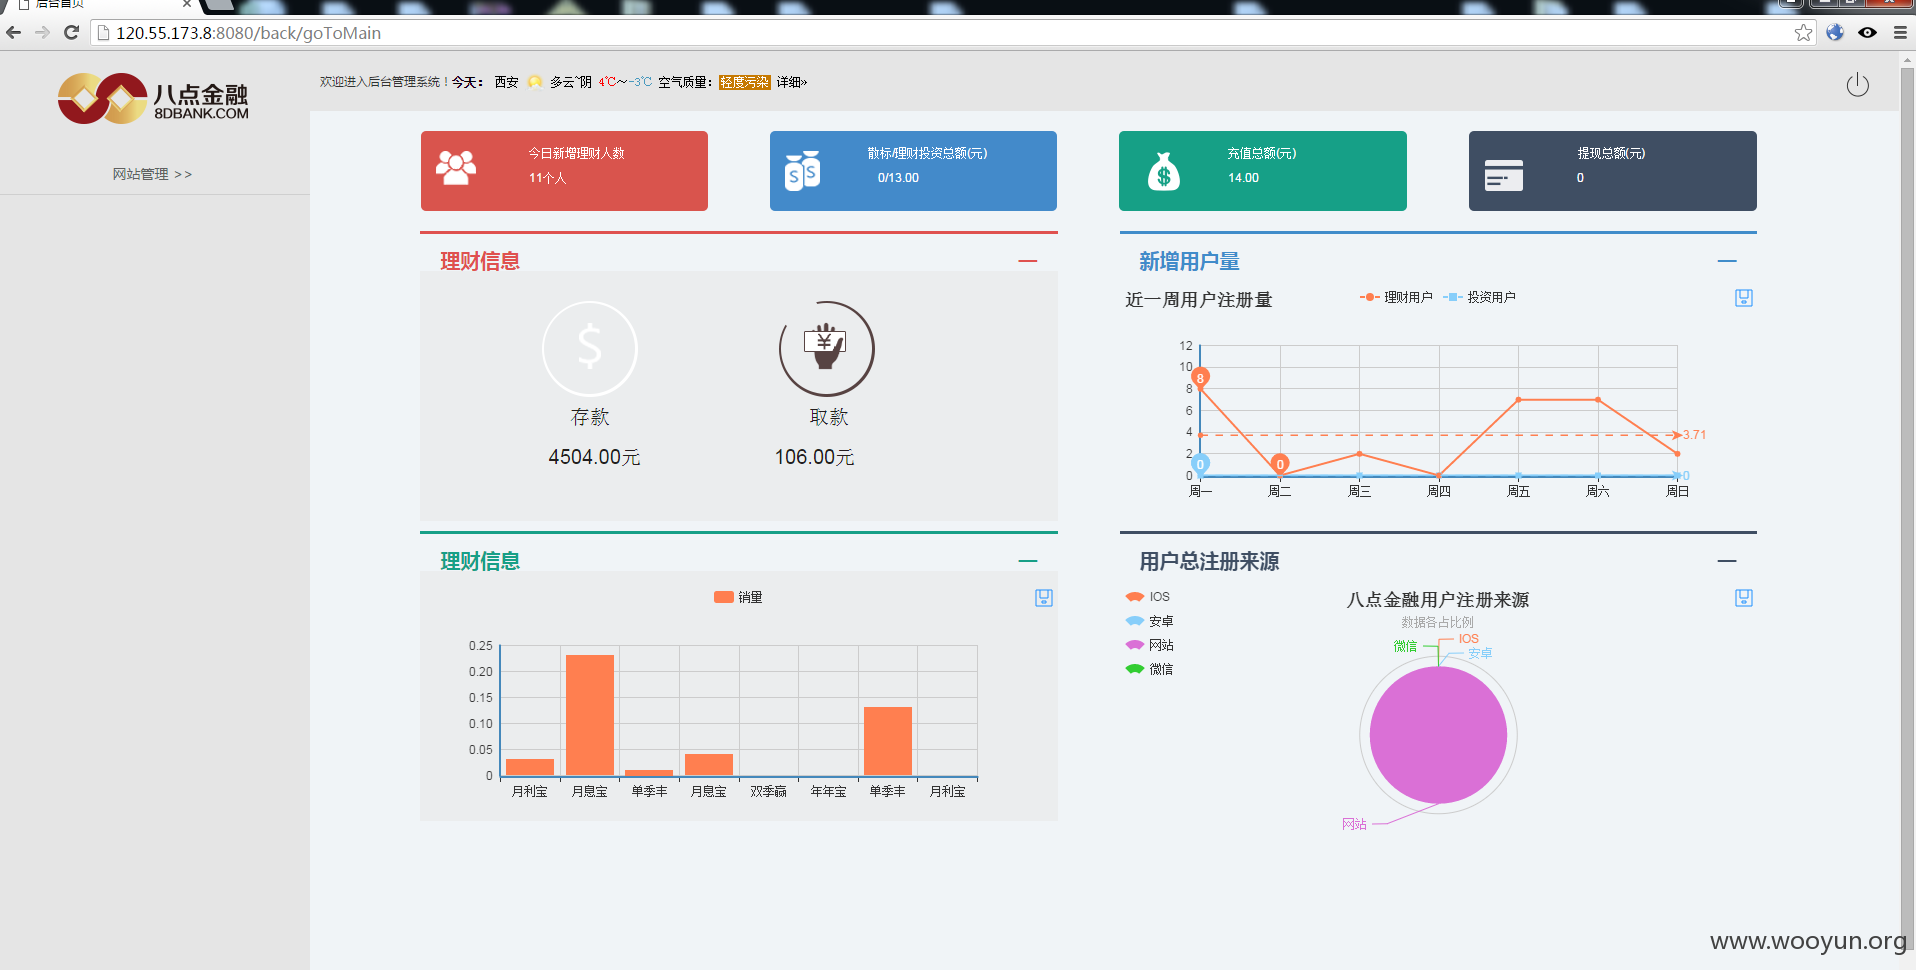 后台首页
120.55.173.8:8080/back/goToMain
八点金融
8DBANK.COM
网站管理 >>
欢迎进入后台管理系统！今天： 西安 多云~阴 4℃～-3℃ 空气质量：轻度污染 详细»
今日新增理财人数
11个人
散标/理财投资总额(元)
0/13.00
充值总额(元)
14.00
提现总额(元)
0
理财信息
存款
4504.00元
取款
106.00元
新增用户量
近一周用户注册量
理财用户 投资用户
12
10
8
6
4
2
0
8
0
0
3.71
0
周一 周二 周三 周四 周五 周六 周日
理财信息
销量
0.25
0.20
0.15
0.10
0.05
0
月利宝 月息宝 单季丰 月息宝 双季赢 年年宝 单季丰 月利宝
用户总注册来源
IOS
安卓
网站
微信
八点金融用户注册来源
数据各占比例
IOS
微信
安卓
网站
www.wooyun.org